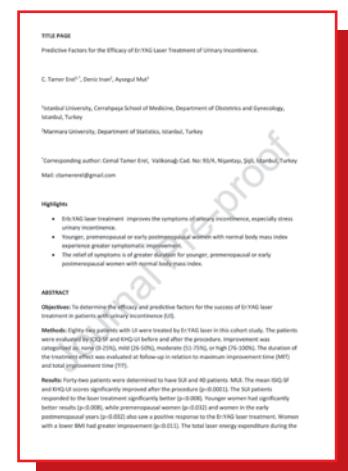 TITLE PAGE
Predictive Factors for the Efficacy of Er:YAG Laser Treatment of Urinary Incontinence.
C. Tamer Erel¹,*, Deniz Inan², Aysegul Mut¹
¹Istanbul University, Cerrahpaşa School of Medicine, Department of Obstetrics and Gynecology,
Istanbul, Turkey
²Marmara University, Department of Statistics, Istanbul, Turkey
*Corresponding author: Cemal Tamer Erel, Valikonağı Cad. No: 93/4, Nişantaşı, Şişli, Istanbul, Turkey
Mail: ctamererel@gmail.com
Highlights
• Erb:YAG laser treatment improves the symptoms of urinary incontinence, especially stress
urinary incontinence.
• Younger, premenopausal or early postmenopausal women with normal body mass index
experience greater symptomatic improvement.
• The relief of symptoms is of greater duration for younger, premenopausal or early
postmenopausal women with normal body mass index.
ABSTRACT
Objectives: To determine the efficacy and predictive factors for the success of Er:YAG laser
treatment in patients with urinary incontinence (UI).
Methods: Eighty-two patients with UI were treated by Er:YAG laser in this cohort study. The patients
were evaluated by ICIQ-SF and KHQ-UI before and after the procedure. Improvement was
categorized as; none (0-25%), mild (26-50%), moderate (51-75%), or high (76-100%). The duration of
the treatment effect was evaluated at follow-up in relation to maximum improvement time (MIT)
and total improvement time (TIT).
Results: Forty-two patients were determined to have SUI and 40 patients MUI. The mean ISIQ-SF
and KHQ-UI scores significantly improved after the procedure (p<0.0001). The SUI patients
responded to the laser treatment significantly better (p=0.008). Younger women had significantly
better results (p=0.008), while premenopausal women (p=0.032) and women in the early
postmenopausal years (p=0.032) also saw a positive response to the Er:YAG laser treatment. Women
with a lower BMI had greater improvement (p=0.011). The total laser energy expenditure during the
Journal Pre-proof